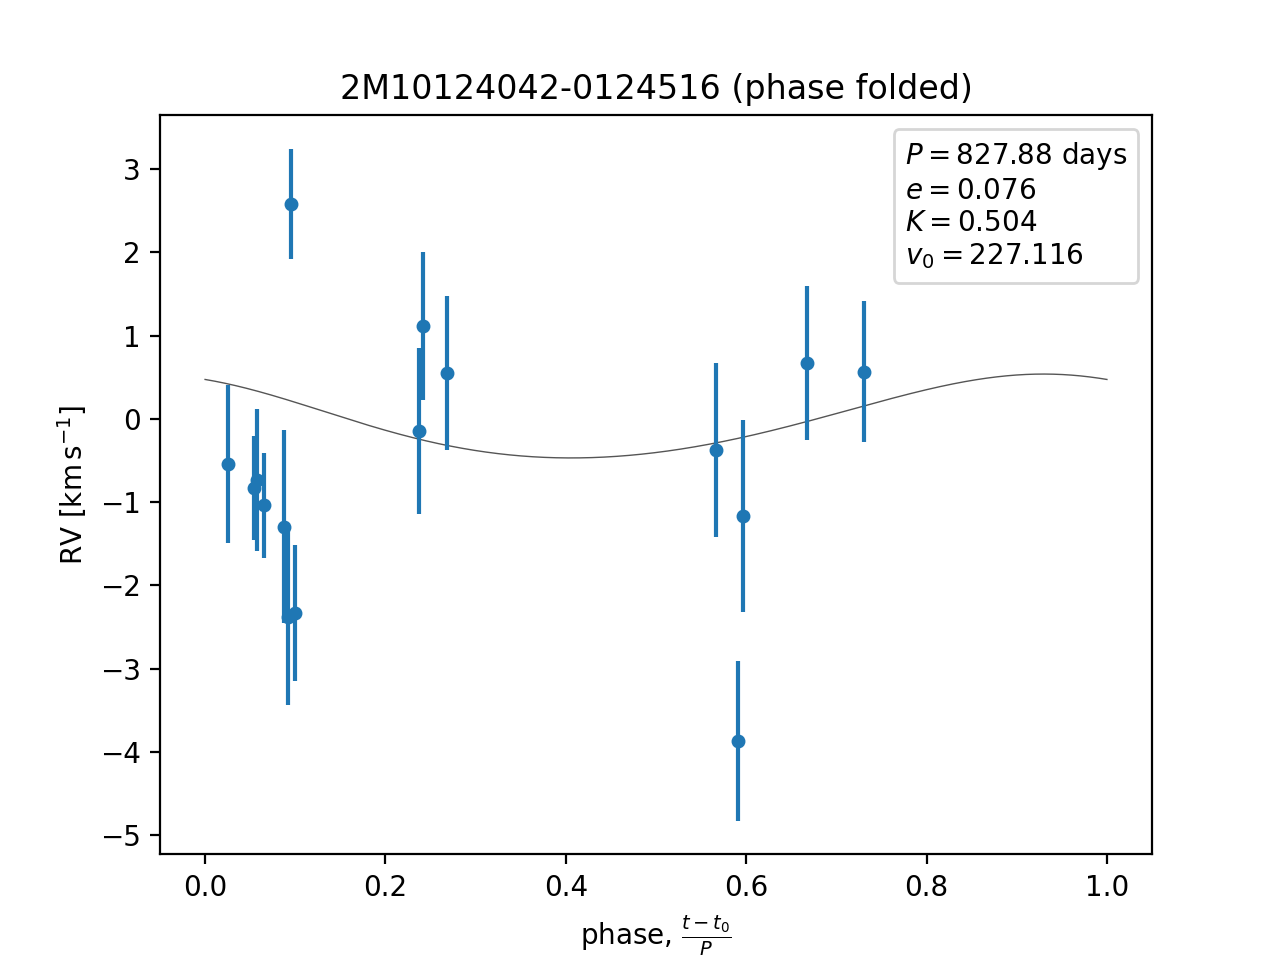 2M10124042-0124516 (phase folded)
P = 827.88 days
e = 0.076
K = 0.504
v₀ = 227.116
3
2
1
0
−1
−2
−3
−4
−5
RV [km s⁻¹]
0.0 0.2 0.4 0.6 0.8 1.0
phase, (t − t₀)/P